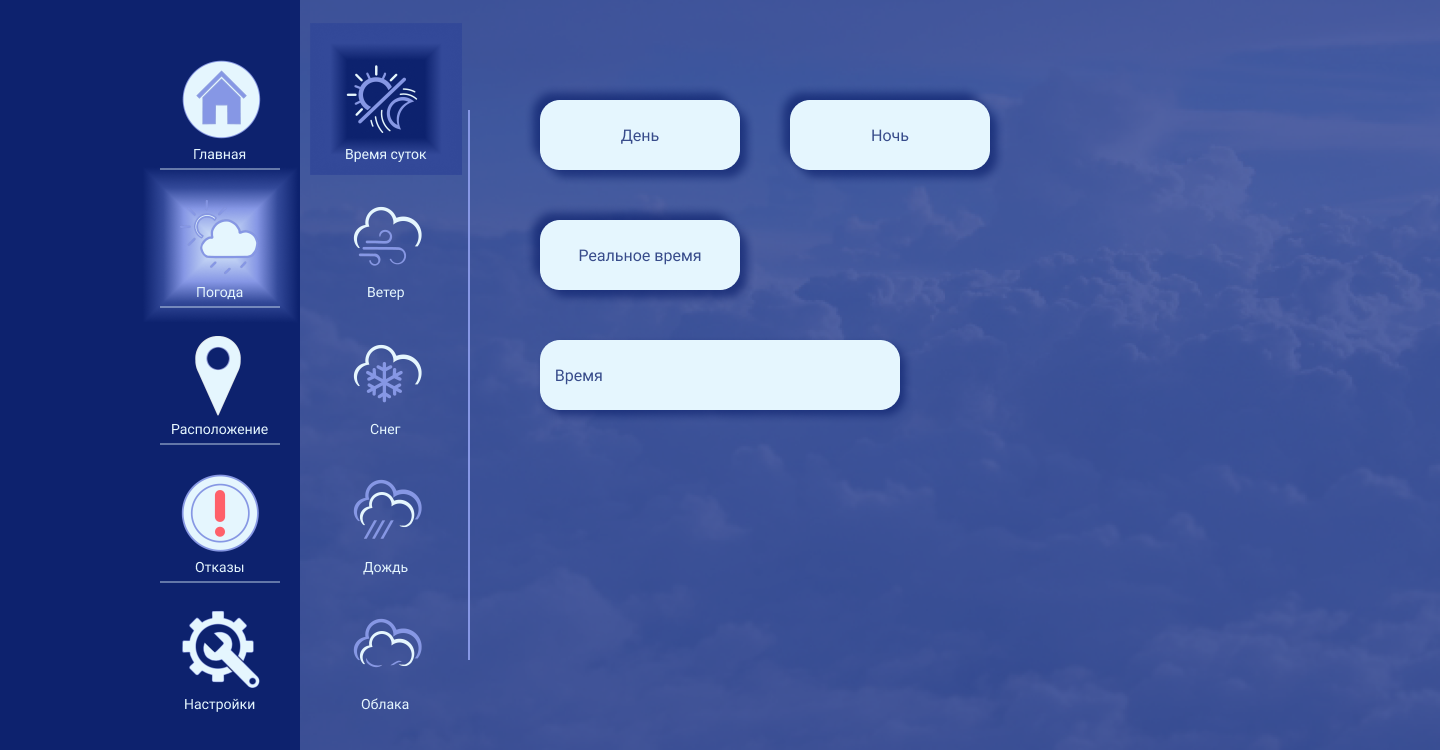 Главная
Погода
Расположение
Отказы
Настройки
Время суток
Ветер
Снег
Дождь
Облака
День
Ночь
Реальное время
Время